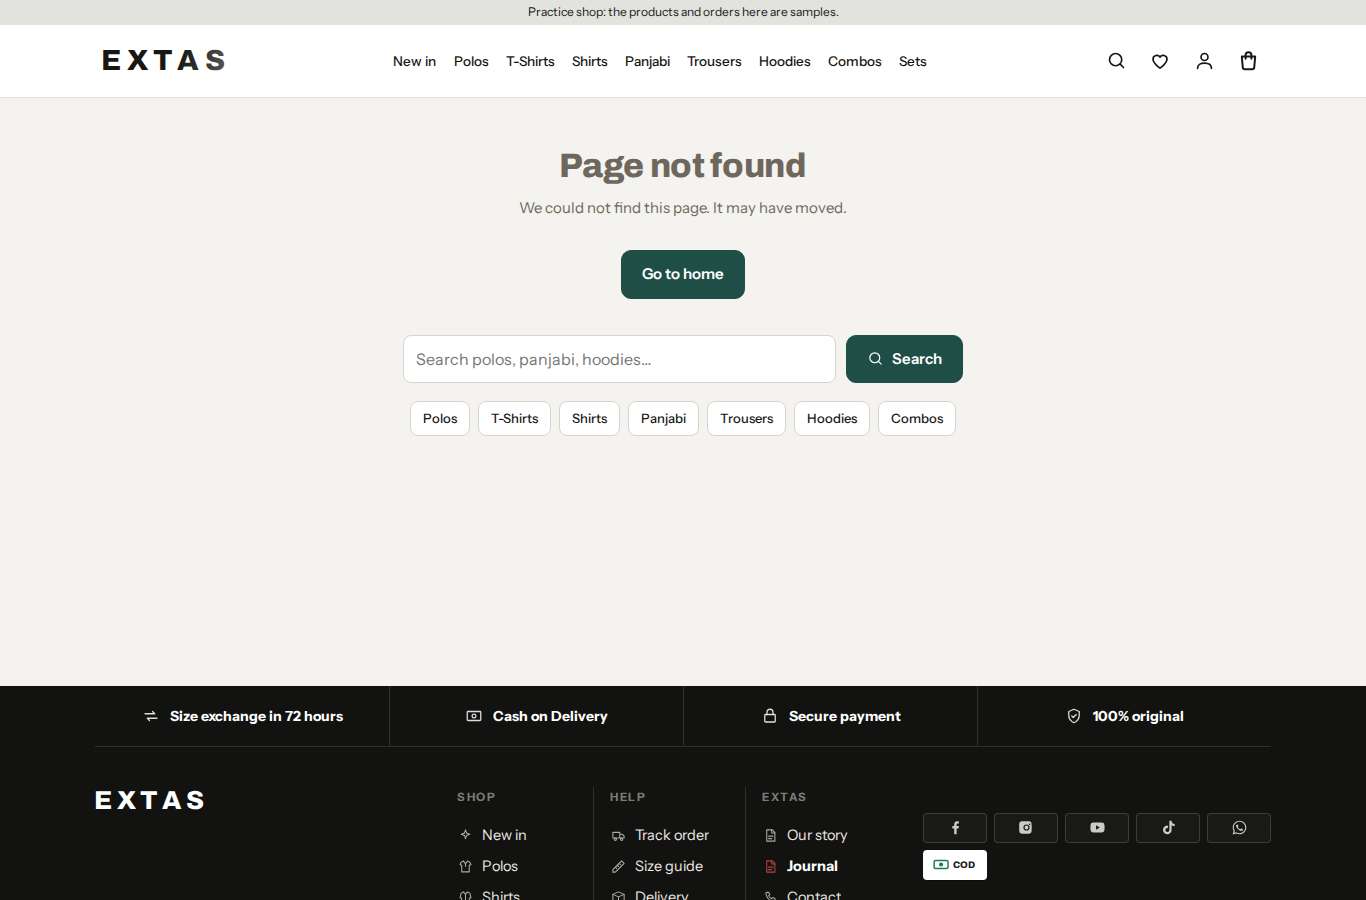 Practice shop: the products and orders here are samples.
EXTAS
New in Polos T-Shirts Shirts Panjabi Trousers Hoodies Combos Sets
Page not found
We could not find this page. It may have moved.
Go to home
Search polos, panjabi, hoodies...
Search
Polos T-Shirts Shirts Panjabi Trousers Hoodies Combos
Size exchange in 72 hours
Cash on Delivery
Secure payment
100% original
EXTAS
SHOP
New in
Polos
Shirts
HELP
Track order
Size guide
Delivery
EXTAS
Our story
Journal
Contact
COD